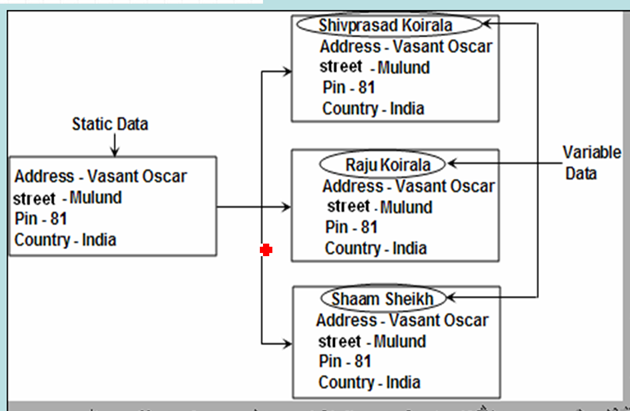 Static Data
Address - Vasant Oscar
street - Mulund
Pin - 81
Country - India
Shivprasad Koirala
Address - Vasant Oscar
street - Mulund
Pin - 81
Country - India
Raju Koirala
Address - Vasant Oscar
street - Mulund
Pin - 81
Country - India
Shaam Sheikh
Address - Vasant Oscar
street - Mulund
Pin - 81
Country - India
Variable
Data